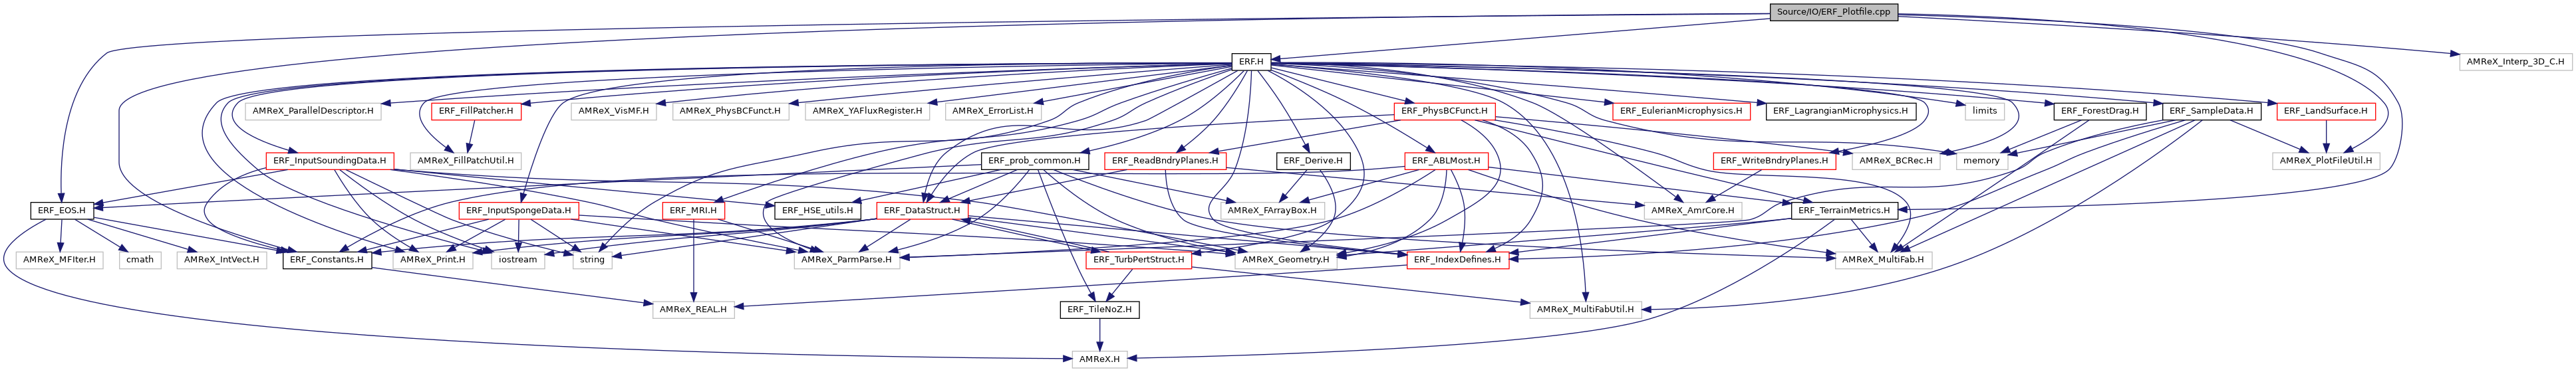 Source/IO/ERF_Plotfile.cpp
ERF.H
AMReX_Interp_3D_C.H
AMReX_ParallelDescriptor.H
ERF_FillPatcher.H
AMReX_VisMF.H
AMReX_PhysBCFunct.H
AMReX_YAFluxRegister.H
AMReX_ErrorList.H
ERF_PhysBCFunct.H
ERF_EulerianMicrophysics.H
ERF_LagrangianMicrophysics.H
limits
ERF_ForestDrag.H
ERF_SampleData.H
ERF_LandSurface.H
ERF_InputSoundingData.H
AMReX_FillPatchUtil.H
ERF_prob_common.H
ERF_ReadBndryPlanes.H
ERF_Derive.H
ERF_ABLMost.H
ERF_WriteBndryPlanes.H
AMReX_BCRec.H
memory
AMReX_PlotFileUtil.H
ERF_EOS.H
ERF_InputSpongeData.H
ERF_MRI.H
ERF_HSE_utils.H
ERF_DataStruct.H
AMReX_FArrayBox.H
AMReX_AmrCore.H
ERF_TerrainMetrics.H
AMReX_MFIter.H
cmath
AMReX_IntVect.H
ERF_Constants.H
AMReX_Print.H
iostream
string
AMReX_ParmParse.H
ERF_TurbPertStruct.H
AMReX_Geometry.H
ERF_IndexDefines.H
AMReX_MultiFab.H
AMReX_REAL.H
ERF_TileNoZ.H
AMReX_MultiFabUtil.H
AMReX.H